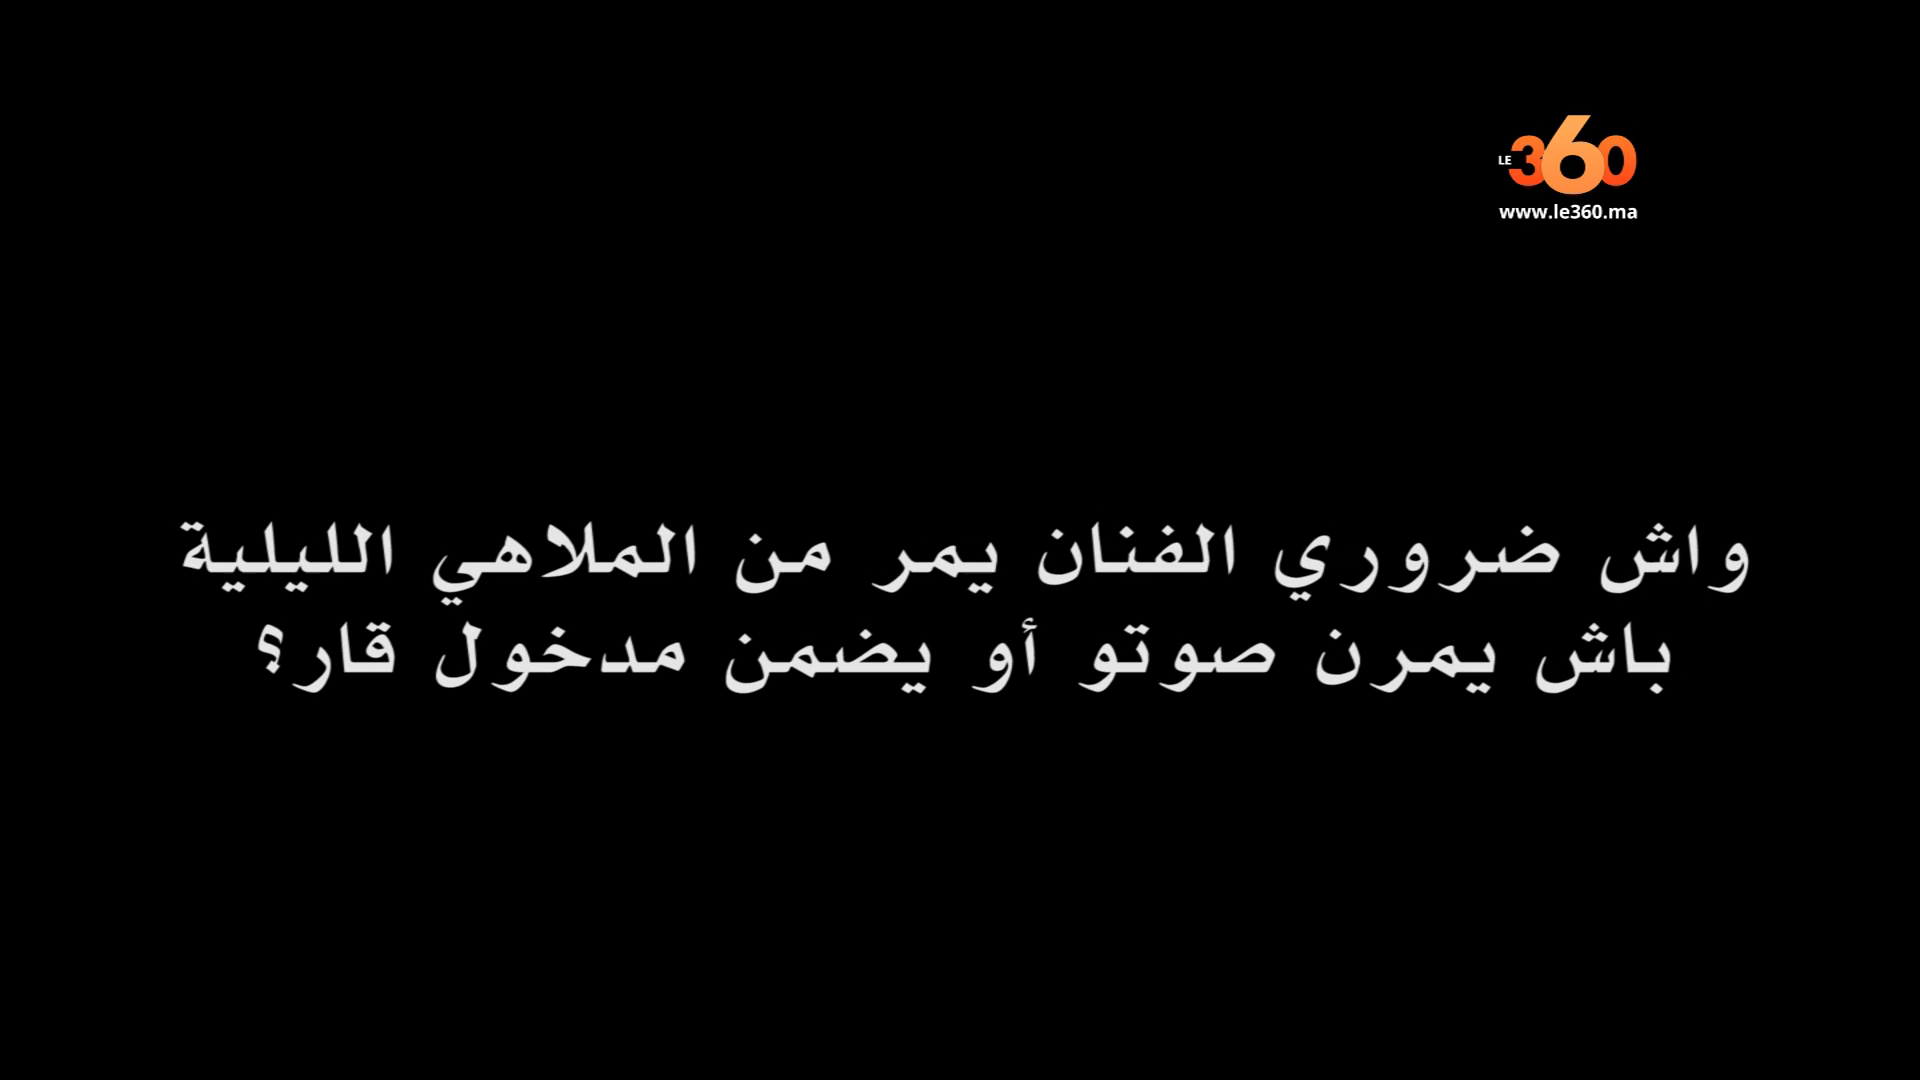 LE 360
www.le360.ma
واش ضروري الفنان يمر من الملاهي الليلية
باش يمرن صوتو أو يضمن مدخول قار؟